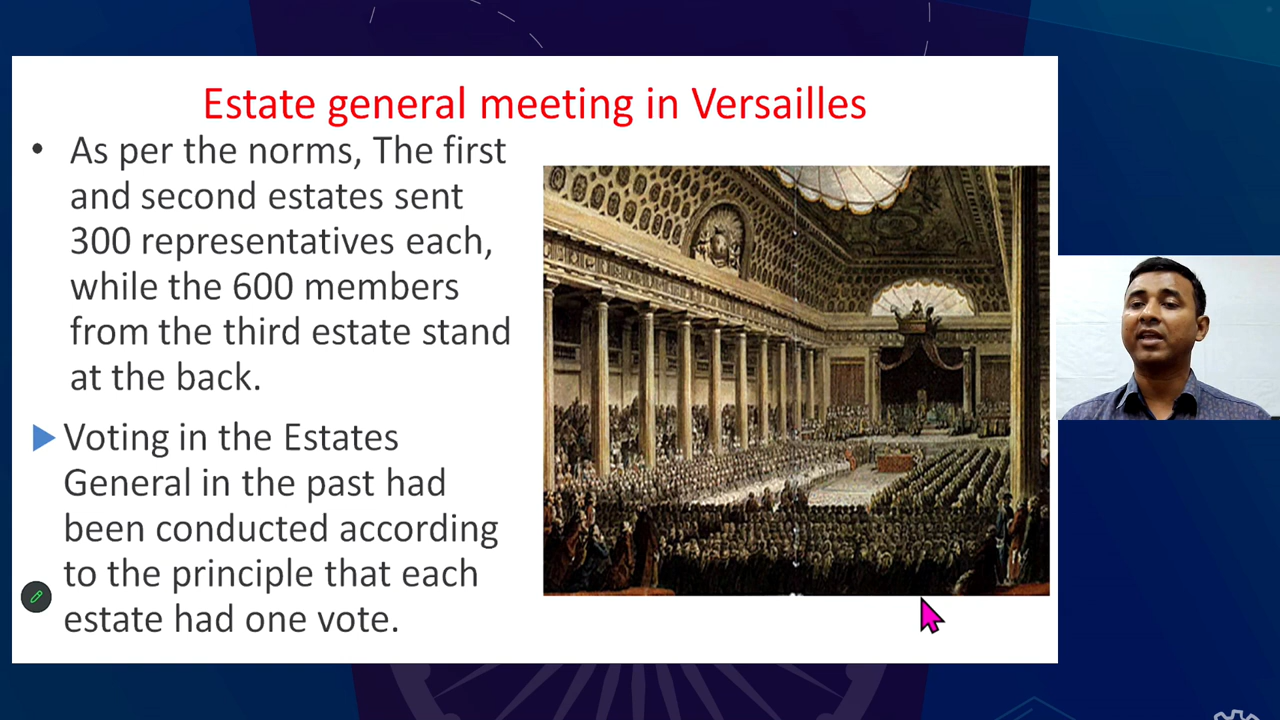 Estate general meeting in Versailles
• As per the norms, The first
and second estates sent
300 representatives each,
while the 600 members
from the third estate stand
at the back.
Voting in the Estates
General in the past had
been conducted according
to the principle that each
estate had one vote.